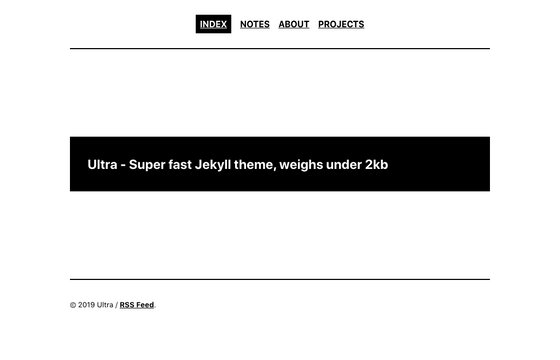 INDEX NOTES ABOUT PROJECTS
Ultra - Super fast Jekyll theme, weighs under 2kb
© 2019 Ultra / RSS Feed.